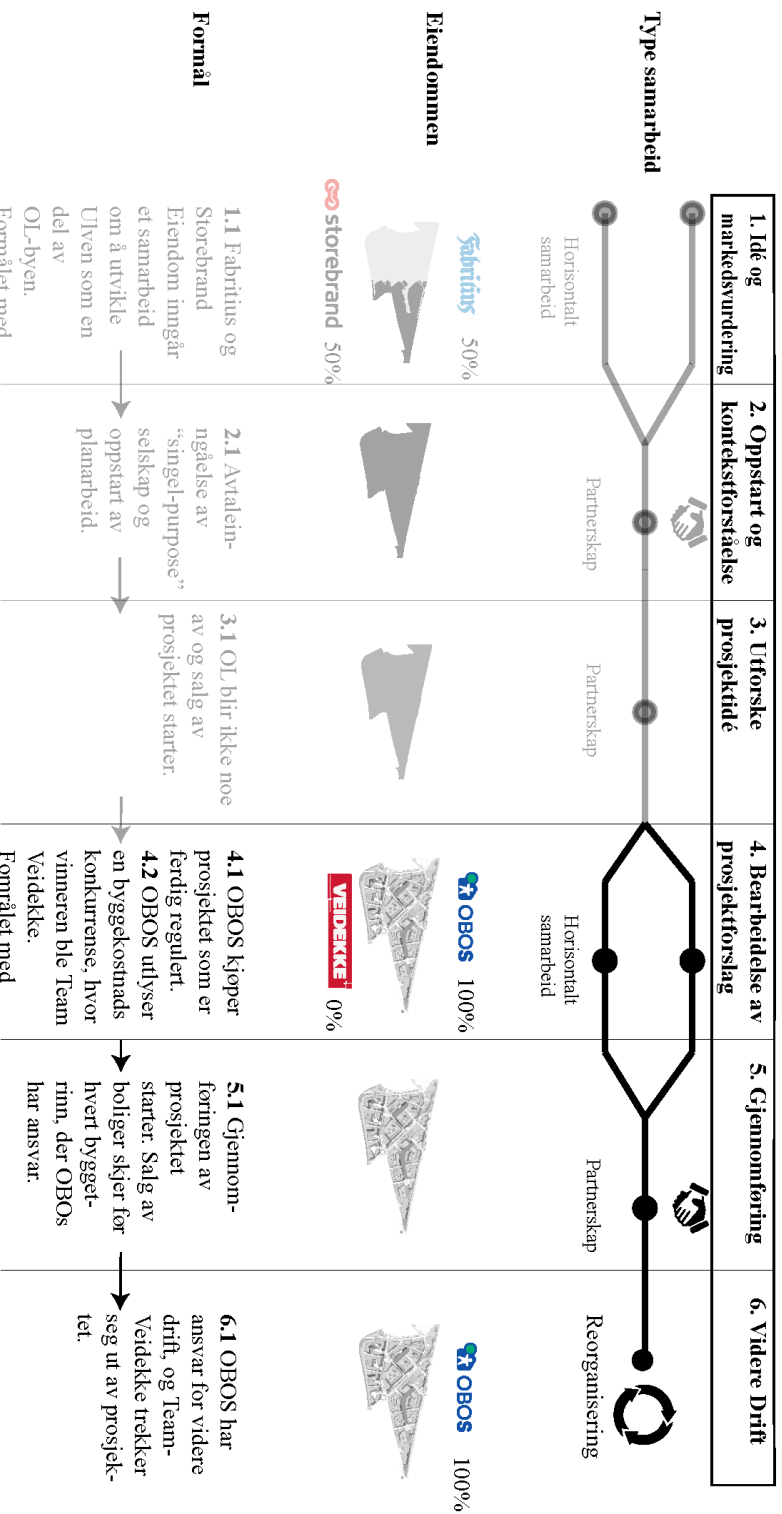 1. Idé og
markedsvurdering
2. Oppstart og
kontekstforståelse
3. Utforske
prosjektidé
4. Bearbeidelse av
prosjektforslag
5. Gjennomføring
6. Videre Drift
Type samarbeid
Horisontalt
samarbeid
Partnerskap
Partnerskap
Horisontalt
samarbeid
Partnerskap
Reorganisering
Eiendommen
Fabritius 50%
storebrand 50%
OBOS 100%
VEIDEKKE 0%
OBOS 100%
Formål
1.1 Fabritius og
Storebrand
Eiendom inngår
et samarbeid
om å utvikle
Ulven som en
del av
OL-byen.
Formålet med
2.1 Avtalein-
ngåelse av
“singel-purpose”
selskap og
oppstart av
planarbeid.
3.1 OL blir ikke noe
av og salg av
prosjektet starter.
4.1 OBOS kjøper
prosjektet som er
ferdig regulert.
4.2 OBOS utlyser
en byggekostnads
konkurrense, hvor
vinneren ble Team
Veidekke.
Fområlet med
5.1 Gjennom-
føringen av
prosjektet
starter. Salg av
boliger skjer før
hvert bygget-
rinn, der OBOs
har ansvar.
6.1 OBOS har
ansvar for videre
drift, og Team-
Veidekke trekker
seg ut av prosjek-
tet.